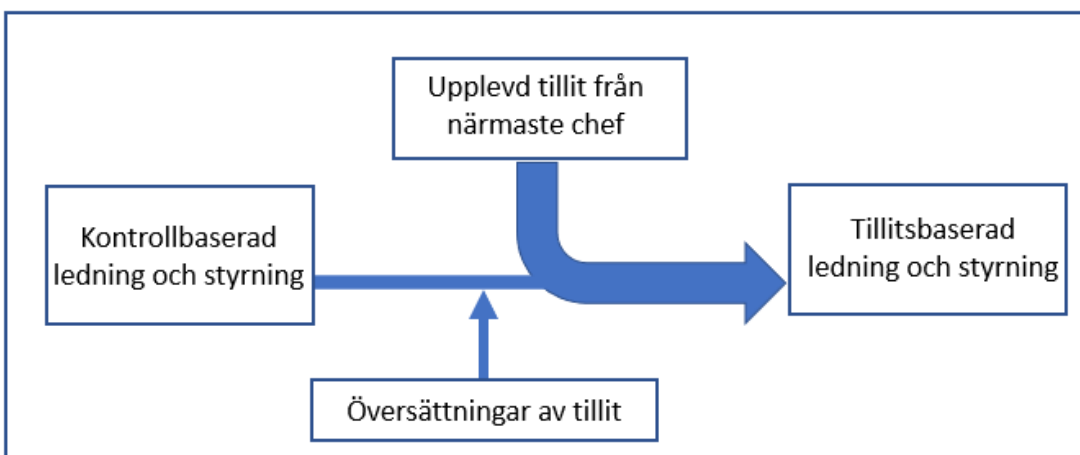 Upplevd tillit från
närmaste chef
Kontrollbaserad
ledning och styrning
Tillitsbaserad
ledning och styrning
Översättningar av tillit